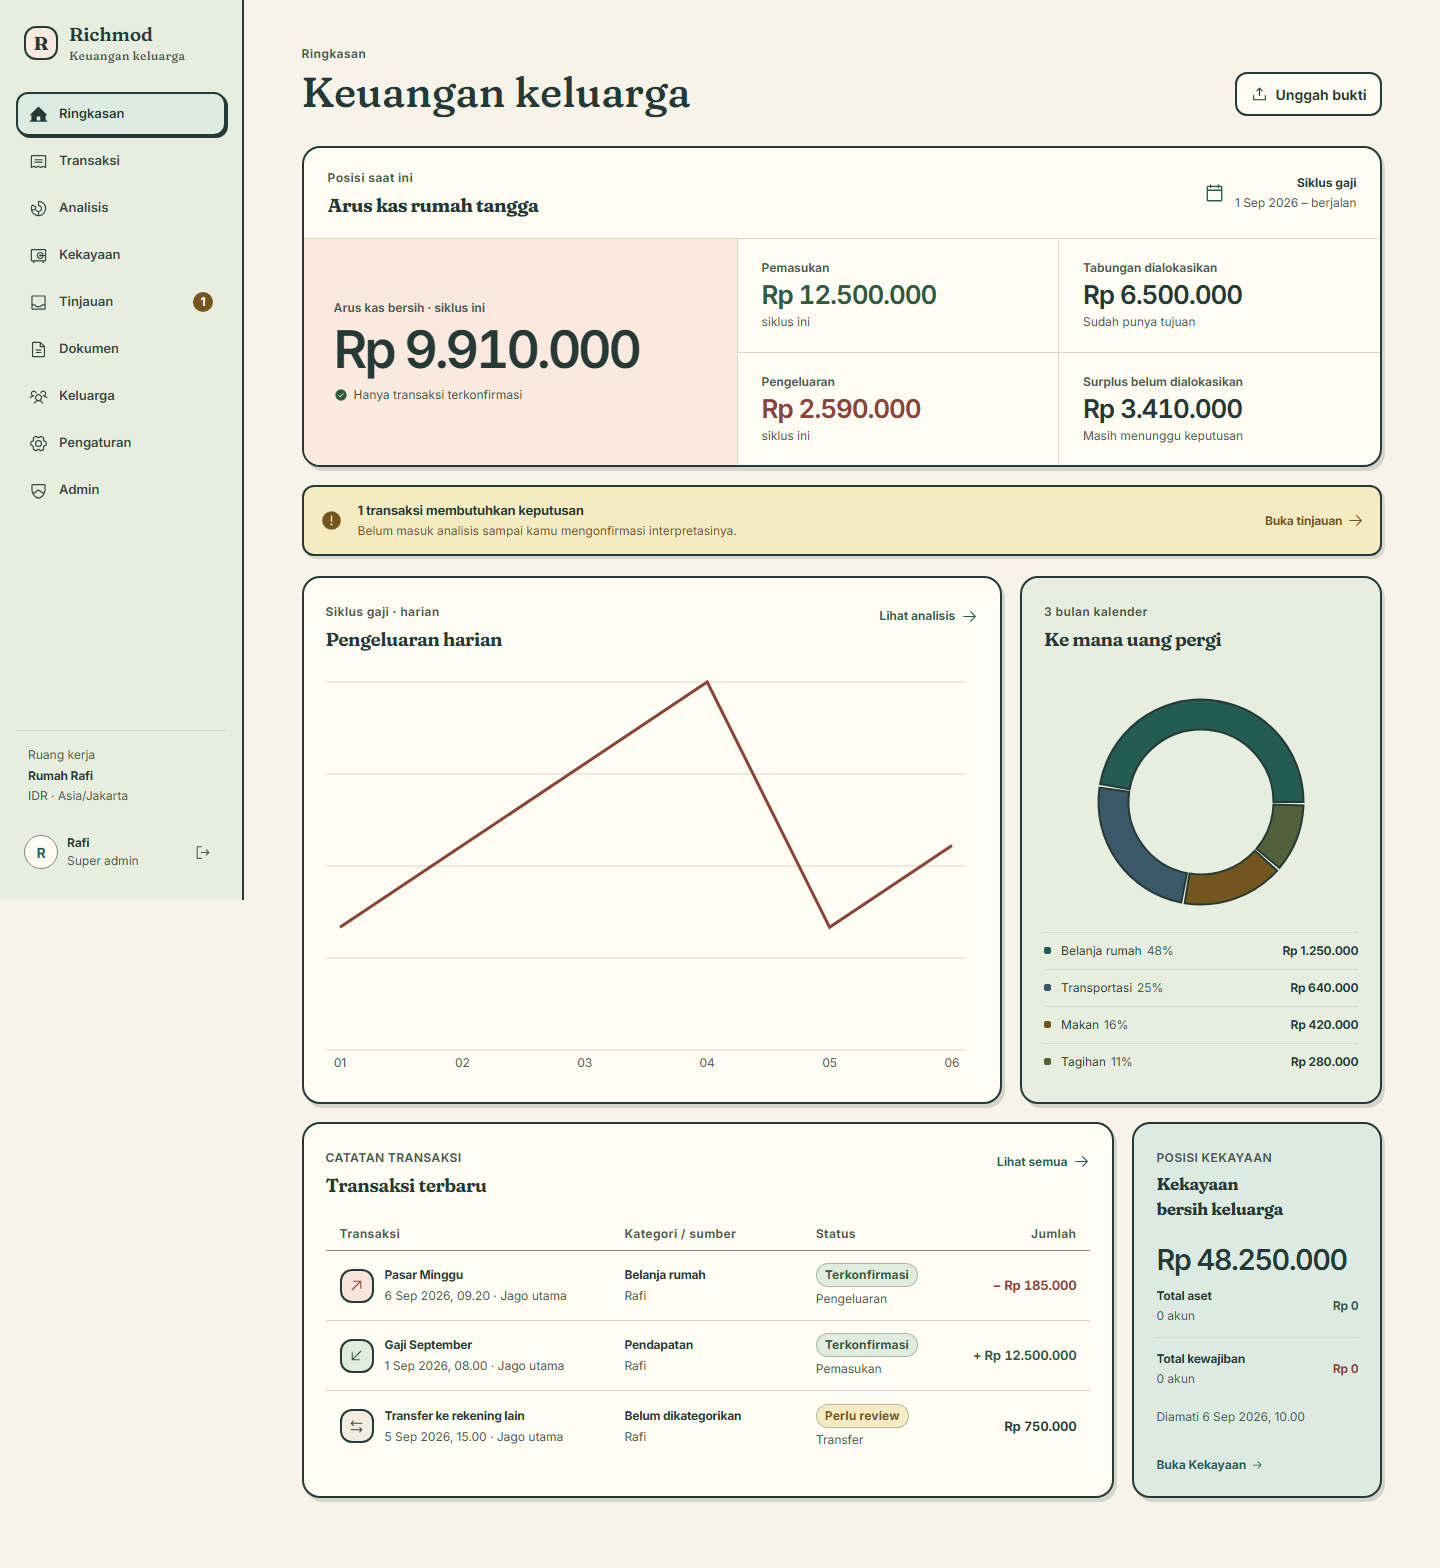 R
Richmod
Keuangan keluarga
Ringkasan
Transaksi
Analisis
Kekayaan
Tinjauan 1
Dokumen
Keluarga
Pengaturan
Admin
Ruang kerja
Rumah Rafi
IDR · Asia/Jakarta
R
Rafi
Super admin
Ringkasan
Keuangan keluarga
Unggah bukti
Posisi saat ini
Arus kas rumah tangga
Siklus gaji
1 Sep 2026 – berjalan
Arus kas bersih · siklus ini
Rp 9.910.000
Hanya transaksi terkonfirmasi
Pemasukan
Rp 12.500.000
siklus ini
Tabungan dialokasikan
Rp 6.500.000
Sudah punya tujuan
Pengeluaran
Rp 2.590.000
siklus ini
Surplus belum dialokasikan
Rp 3.410.000
Masih menunggu keputusan
1 transaksi membutuhkan keputusan
Belum masuk analisis sampai kamu mengonfirmasi interpretasinya.
Buka tinjauan
Siklus gaji · harian
Pengeluaran harian
Lihat analisis
01 02 03 04 05 06
3 bulan kalender
Ke mana uang pergi
Belanja rumah 48% Rp 1.250.000
Transportasi 25% Rp 640.000
Makan 16% Rp 420.000
Tagihan 11% Rp 280.000
CATATAN TRANSAKSI
Transaksi terbaru
Lihat semua
Transaksi Kategori / sumber Status Jumlah
Pasar Minggu
6 Sep 2026, 09.20 · Jago utama
Belanja rumah
Rafi
Terkonfirmasi
Pengeluaran
− Rp 185.000
Gaji September
1 Sep 2026, 08.00 · Jago utama
Pendapatan
Rafi
Terkonfirmasi
Pemasukan
+ Rp 12.500.000
Transfer ke rekening lain
5 Sep 2026, 15.00 · Jago utama
Belum dikategorikan
Rafi
Perlu review
Transfer
Rp 750.000
POSISI KEKAYAAN
Kekayaan
bersih keluarga
Rp 48.250.000
Total aset
0 akun
Rp 0
Total kewajiban
0 akun
Rp 0
Diamati 6 Sep 2026, 10.00
Buka Kekayaan